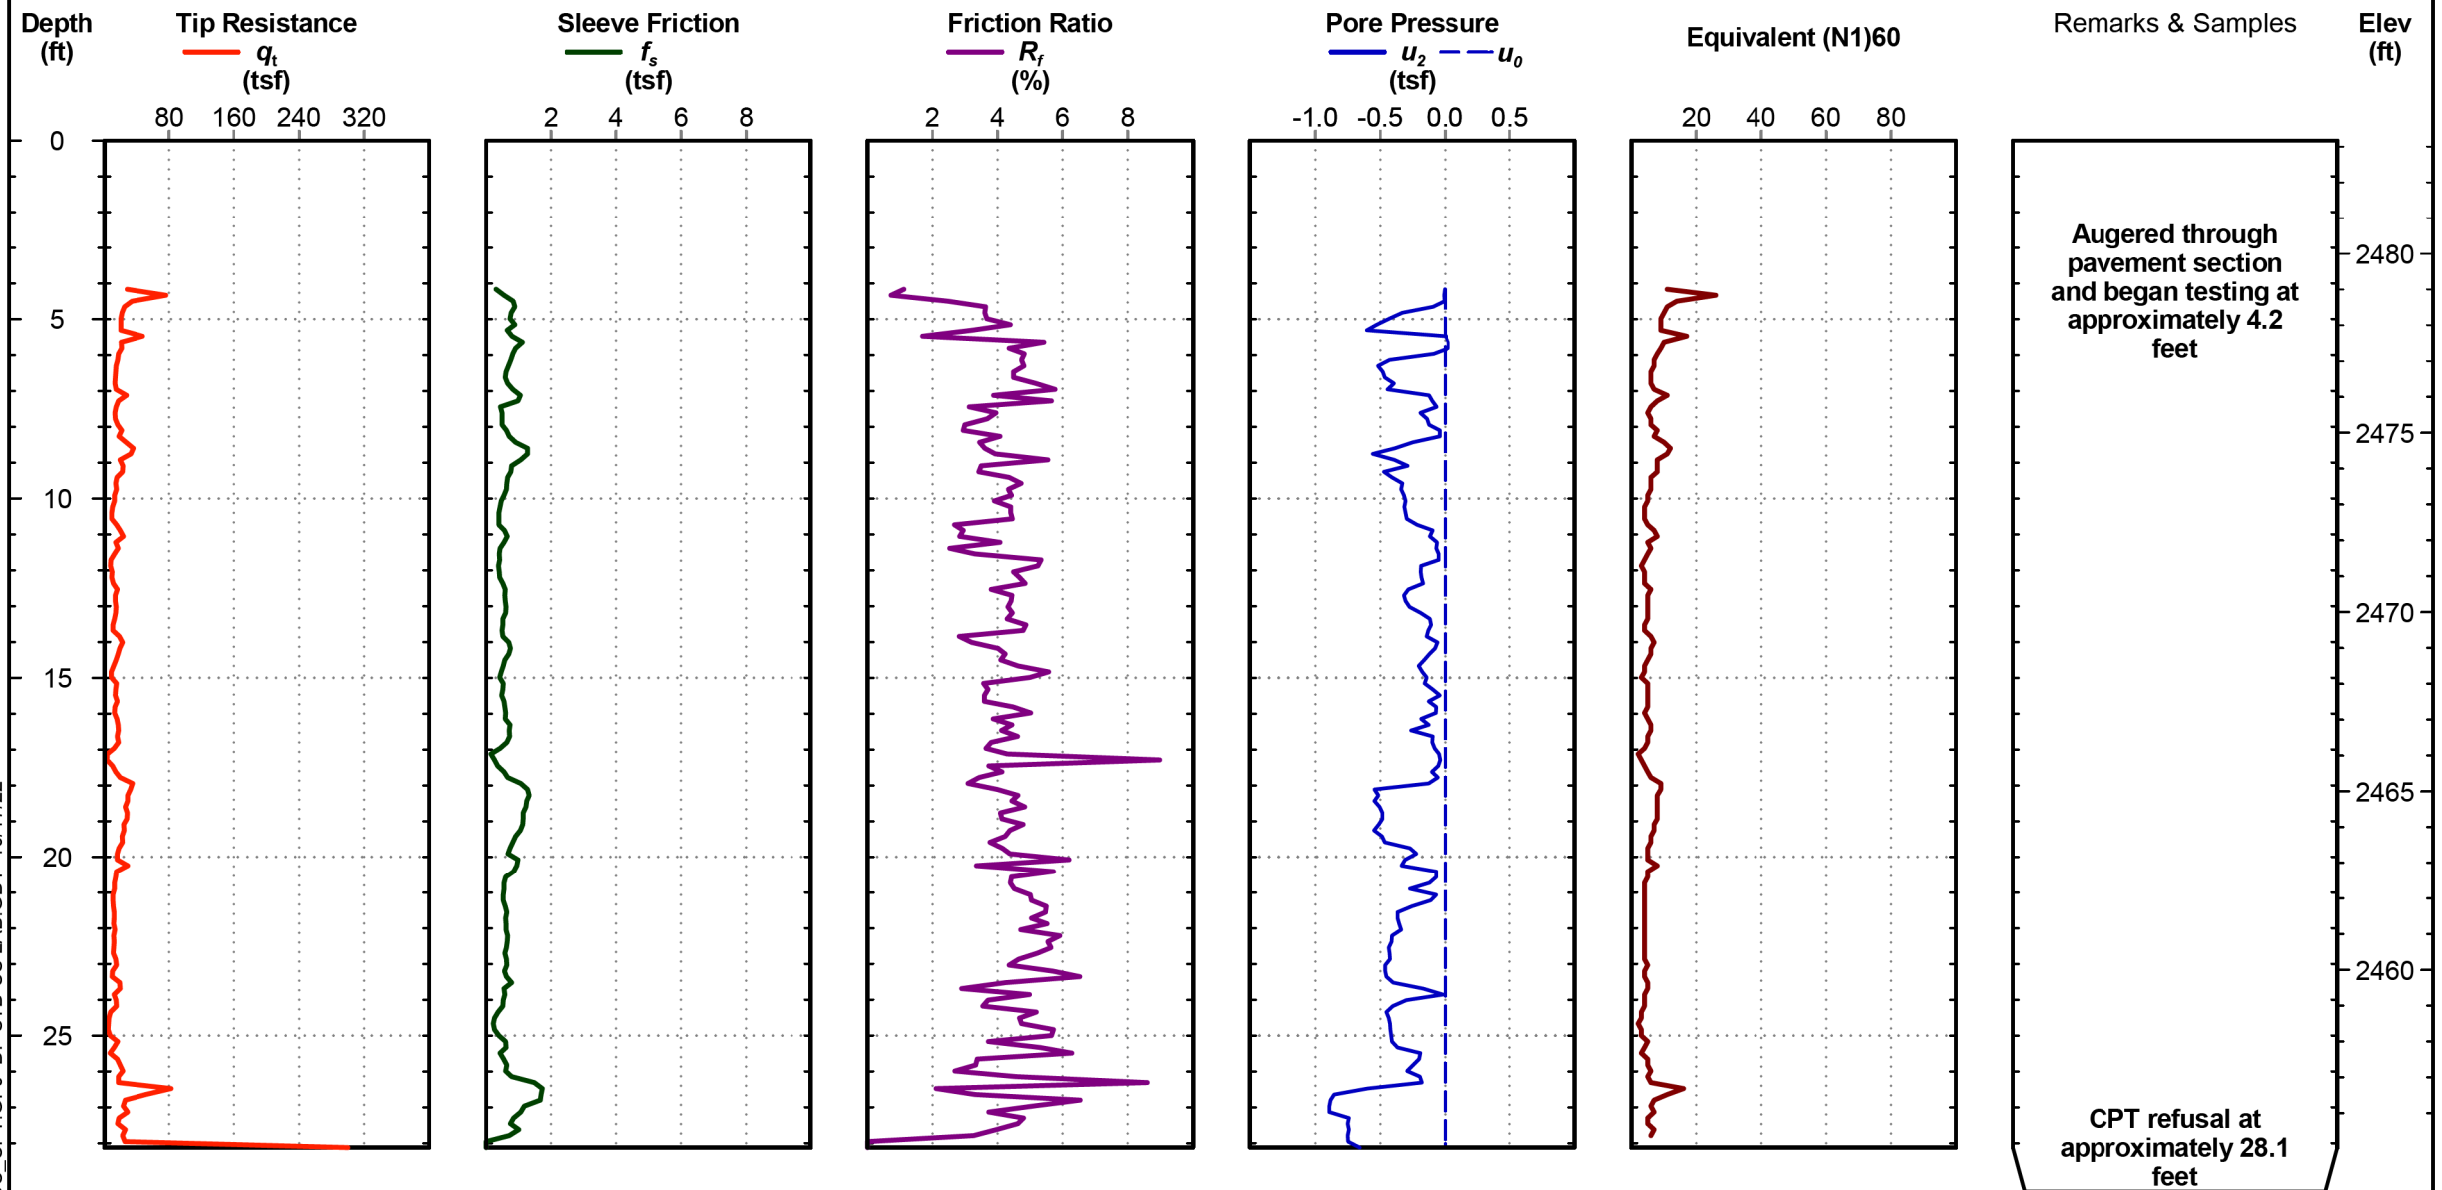 Depth
(ft)
Tip Resistance
qt
(tsf)
Sleeve Friction
fs
(tsf)
Friction Ratio
Rf
(%)
Pore Pressure
u2 u0
(tsf)
Equivalent (N1)60
Remarks & Samples
Elev
(ft)
80 160 240 320
2 4 6 8
2 4 6 8
-1.0 -0.5 0.0 0.5
20 40 60 80
0
5
10
15
20
25
Augered through
pavement section
and began testing at
approximately 4.2
feet
CPT refusal at
approximately 28.1
feet
2480
2475
2470
2465
2460